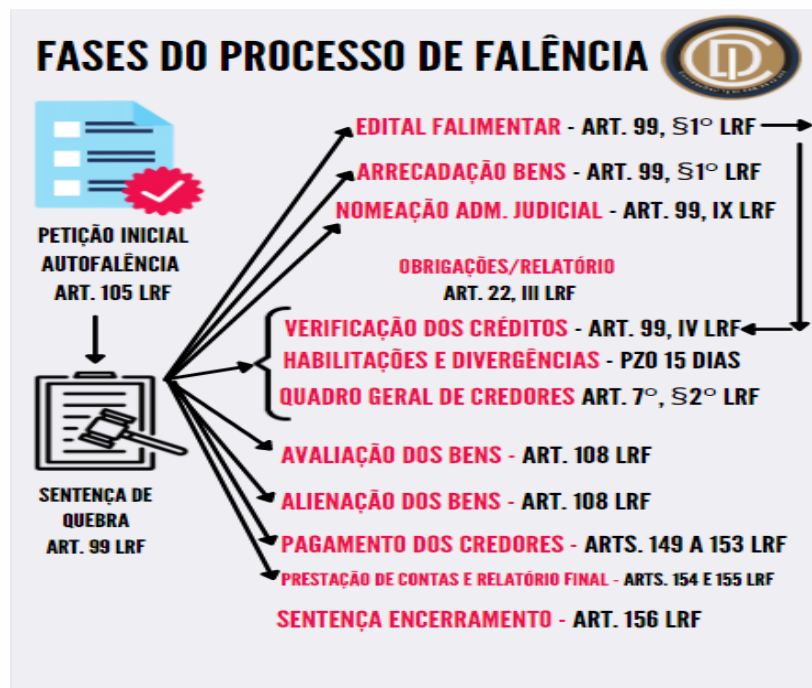 FASES DO PROCESSO DE FALÊNCIA
PETIÇÃO INICIAL
AUTOFALÊNCIA
ART. 105 LRF
SENTENÇA DE
QUEBRA
ART. 99 LRF
EDITAL FALIMENTAR - ART. 99, §1º LRF
ARRECADAÇÃO BENS - ART. 99, §1º LRF
NOMEAÇÃO ADM. JUDICIAL - ART. 99, IX LRF
OBRIGAÇÕES/RELATÓRIO
ART. 22, III LRF
VERIFICAÇÃO DOS CRÉDITOS - ART. 99, IV LRF
HABILITAÇÕES E DIVERGÊNCIAS - PZO 15 DIAS
QUADRO GERAL DE CREDORES ART. 7º, §2º LRF
AVALIAÇÃO DOS BENS - ART. 108 LRF
ALIENAÇÃO DOS BENS - ART. 108 LRF
PAGAMENTO DOS CREDORES - ARTS. 149 A 153 LRF
PRESTAÇÃO DE CONTAS E RELATÓRIO FINAL - ARTS. 154 E 155 LRF
SENTENÇA ENCERRAMENTO - ART. 156 LRF